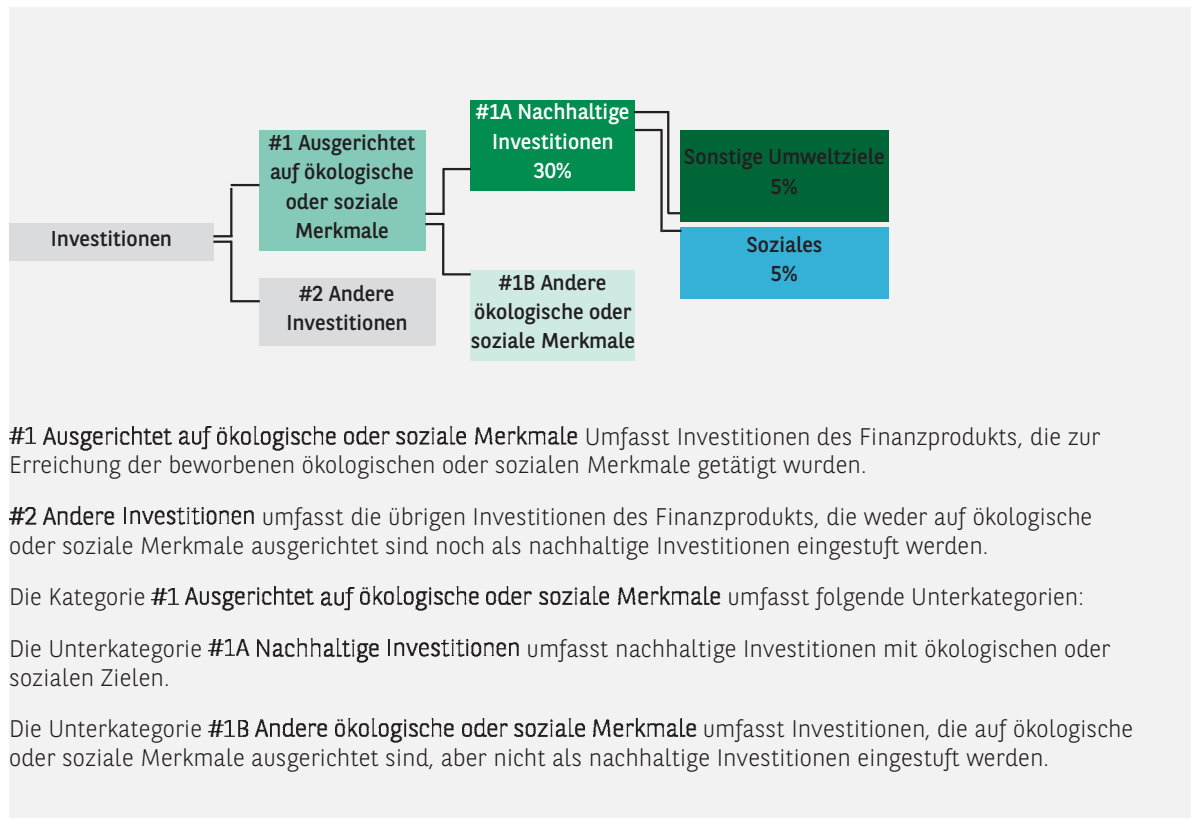 #1A Nachhaltige
Investitionen
30%
#1 Ausgerichtet
auf ökologische
oder soziale
Merkmale
Sonstige Umweltziele
5%
Investitionen
Soziales
5%
#2 Andere
Investitionen
#1B Andere
ökologische oder
soziale Merkmale
#1 Ausgerichtet auf ökologische oder soziale Merkmale Umfasst Investitionen des Finanzprodukts, die zur
Erreichung der beworbenen ökologischen oder sozialen Merkmale getätigt wurden.
#2 Andere Investitionen umfasst die übrigen Investitionen des Finanzprodukts, die weder auf ökologische
oder soziale Merkmale ausgerichtet sind noch als nachhaltige Investitionen eingestuft werden.
Die Kategorie #1 Ausgerichtet auf ökologische oder soziale Merkmale umfasst folgende Unterkategorien:
Die Unterkategorie #1A Nachhaltige Investitionen umfasst nachhaltige Investitionen mit ökologischen oder
sozialen Zielen.
Die Unterkategorie #1B Andere ökologische oder soziale Merkmale umfasst Investitionen, die auf ökologische
oder soziale Merkmale ausgerichtet sind, aber nicht als nachhaltige Investitionen eingestuft werden.